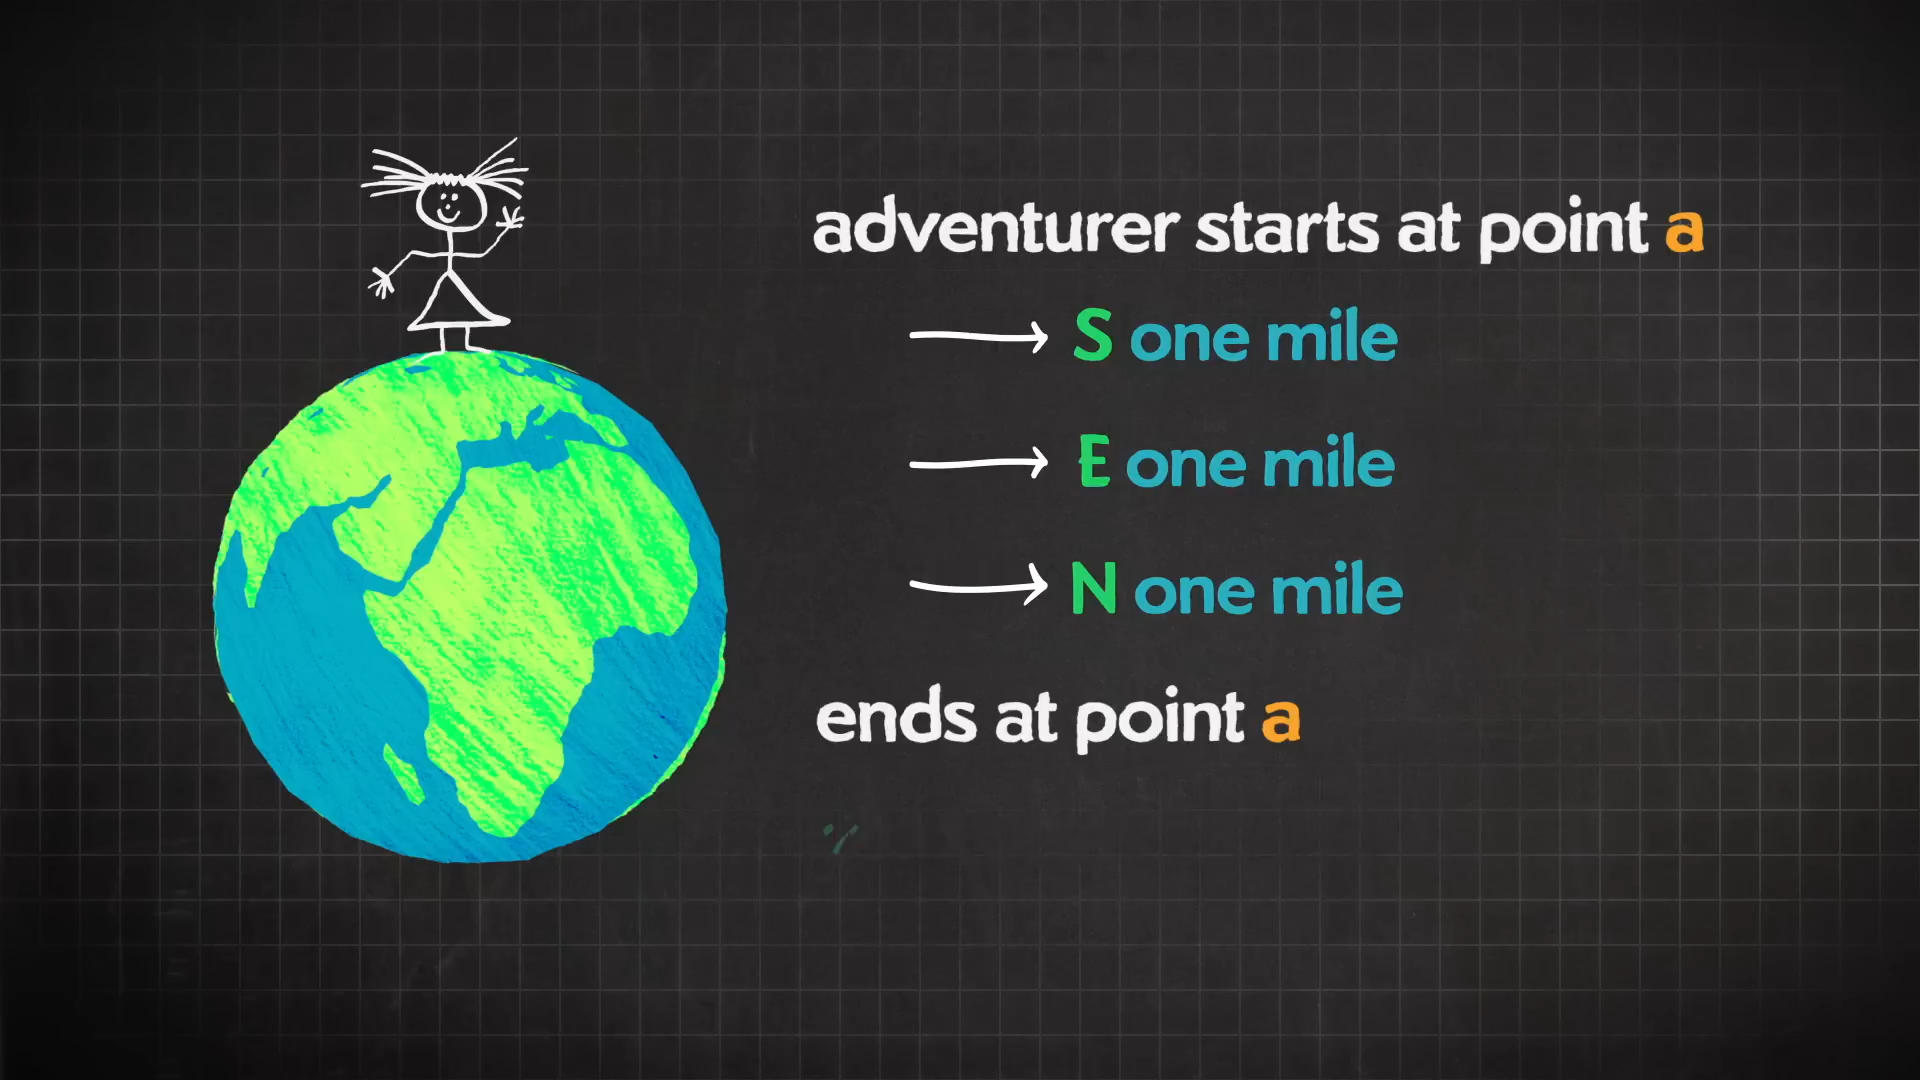 adventurer starts at point a
S one mile
E one mile
N one mile
ends at point a